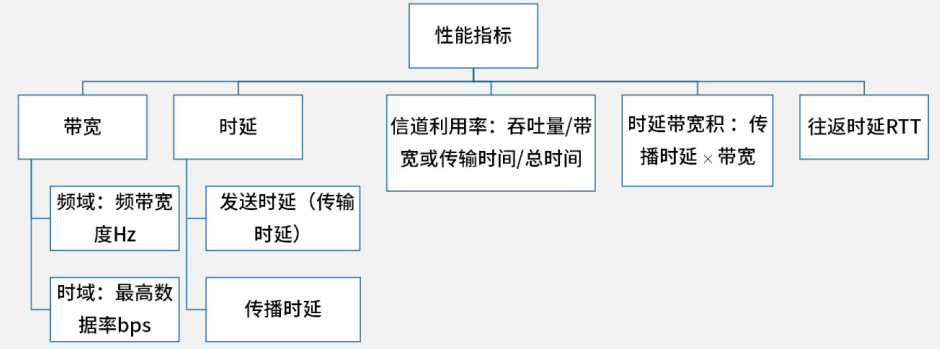 性能指标
带宽
时延
信道利用率：吞吐量/带
宽或传输时间/总时间
时延带宽积：传
播时延 × 带宽
往返时延RTT
频域：频带宽
度Hz
发送时延（传输
时延）
时域：最高数
据率bps
传播时延